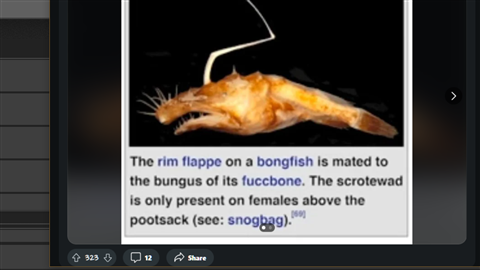 The rim flappe on a bongfish is mated to
the bungus of its fuccbone. The scrotewad
is only present on females above the
pootsack (see: snogbag).[69]
323
12
Share